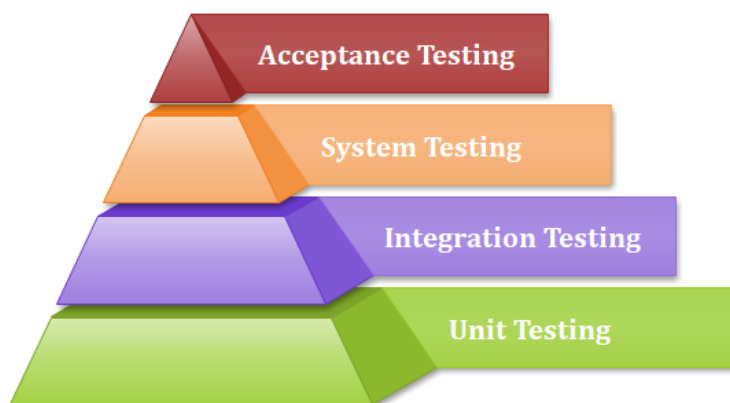 Acceptance Testing
System Testing
Integration Testing
Unit Testing